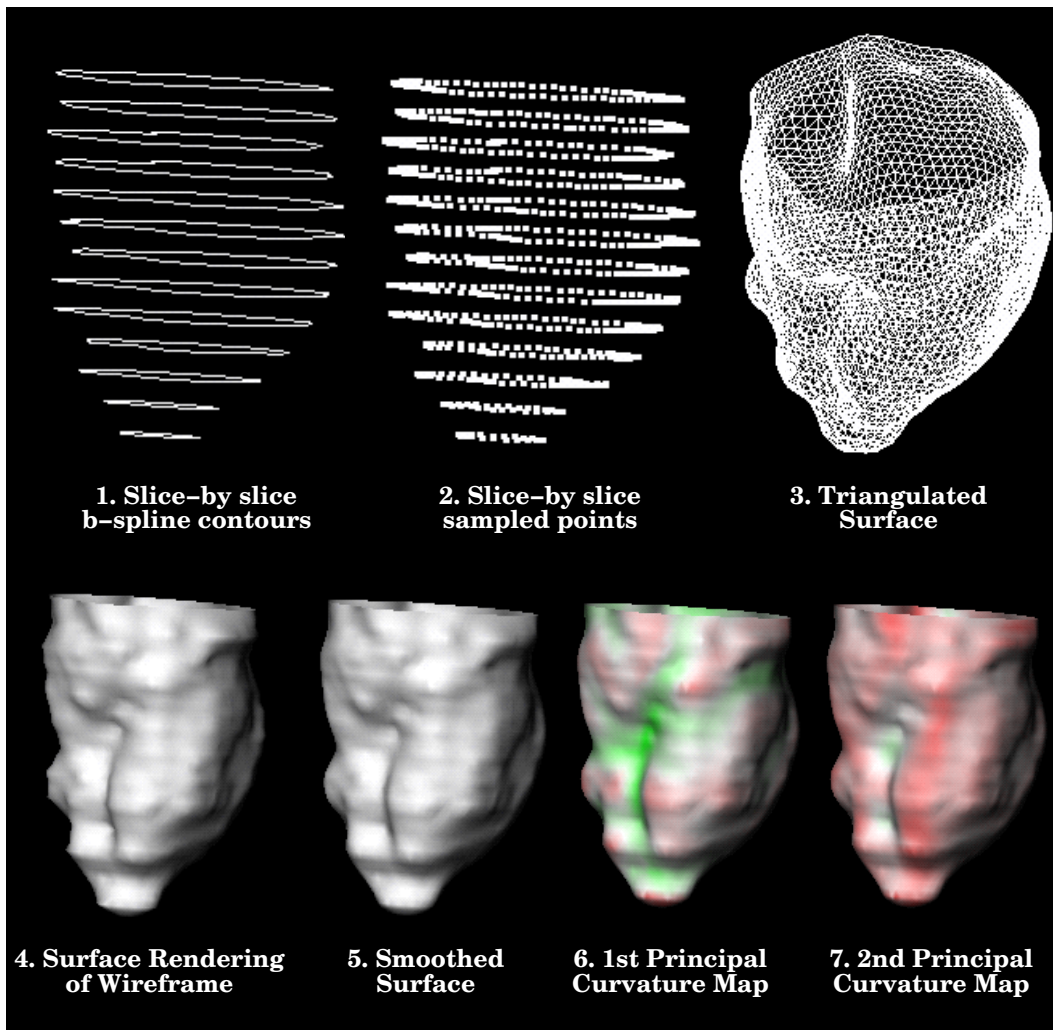 1. Slice–by slice
b–spline contours
2. Slice–by slice
sampled points
3. Triangulated
Surface
4. Surface Rendering
of Wireframe
5. Smoothed
Surface
6. 1st Principal
Curvature Map
7. 2nd Principal
Curvature Map